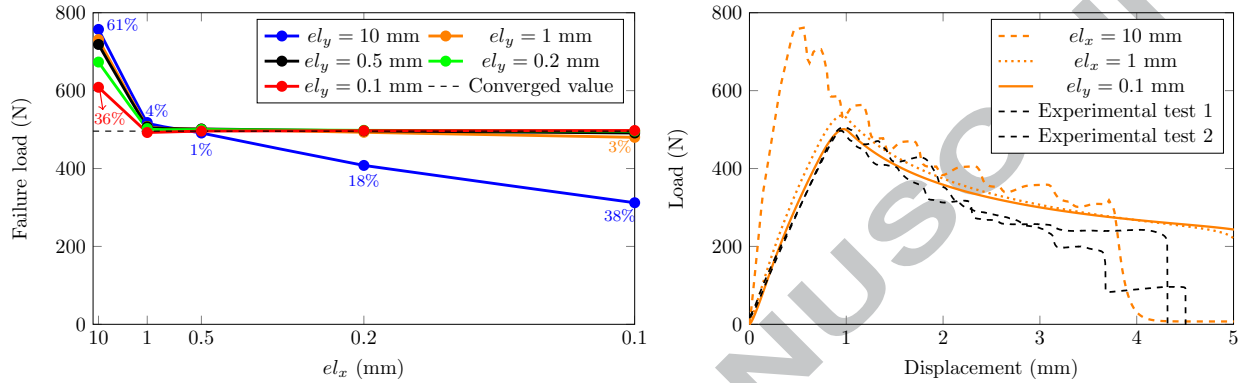 800
600
400
200
0
10
1
0.5
0.2
0.1
el_x (mm)
Failure load (N)
61%
36%
4%
1%
18%
38%
3%
el_y = 10 mm
el_y = 1 mm
el_y = 0.5 mm
el_y = 0.2 mm
el_y = 0.1 mm
Converged value
800
600
400
200
0
0
1
2
3
4
5
Displacement (mm)
Load (N)
el_x = 10 mm
el_x = 1 mm
el_y = 0.1 mm
Experimental test 1
Experimental test 2
NUSC